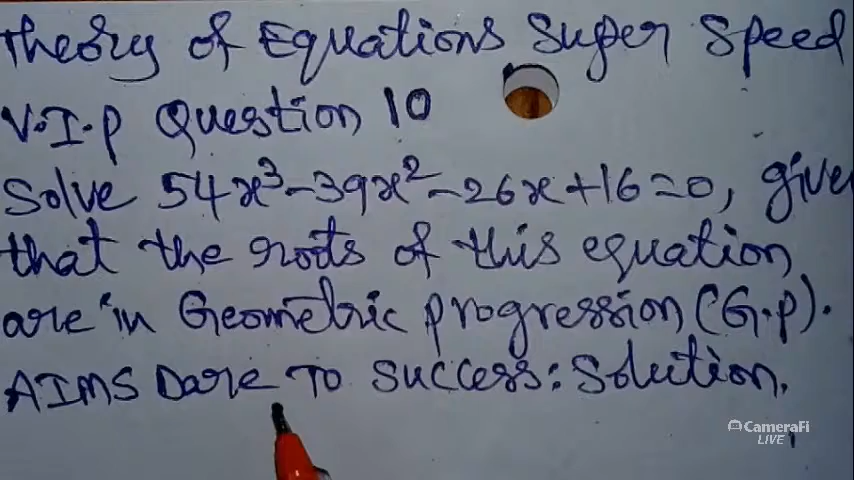 Theory of Equations Super Speed
V.I.P Question 10
Solve 54x³-39x²-26x+16=0, give
that the roots of this equation
are in Geometric progression (G.P).
AIMS Dare To Success: Solution.
CameraFi
LIVE